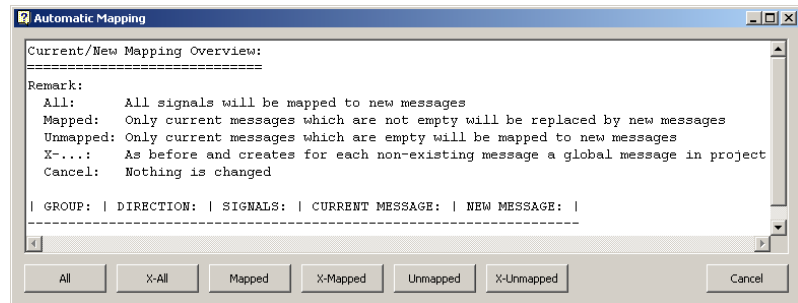 Automatic Mapping
Current/New Mapping Overview:
=============================
Remark:
All: All signals will be mapped to new messages
Mapped: Only current messages which are not empty will be replaced by new messages
Unmapped: Only current messages which are empty will be mapped to new messages
X-...: As before and creates for each non-existing message a global message in project
Cancel: Nothing is changed
| GROUP: | DIRECTION: | SIGNALS: | CURRENT MESSAGE: | NEW MESSAGE: |
--------------------------------------------------------------------
All X-All Mapped X-Mapped Unmapped X-Unmapped Cancel